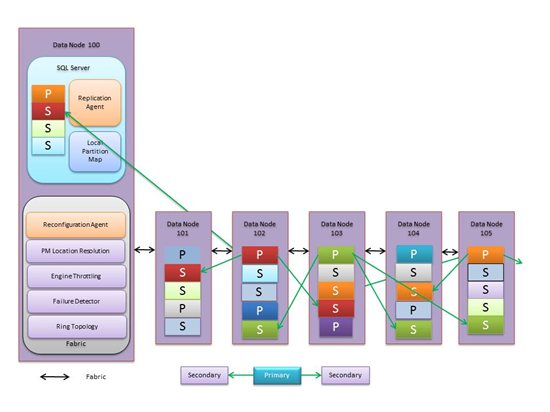 Data Node 100
SQL Server
P
S
S
S
Replication
Agent
Local
Partition
Map
Reconfiguration Agent
PM Location Resolution
Engine Throttling
Failure Detector
Ring Topology
Fabric
Data Node
101
P
S
S
P
S
Data Node
102
P
S
S
P
S
Data Node
103
P
S
S
S
P
Data Node
104
P
S
S
P
S
Data Node
105
P
S
S
S
S
Fabric
Secondary
Primary
Secondary